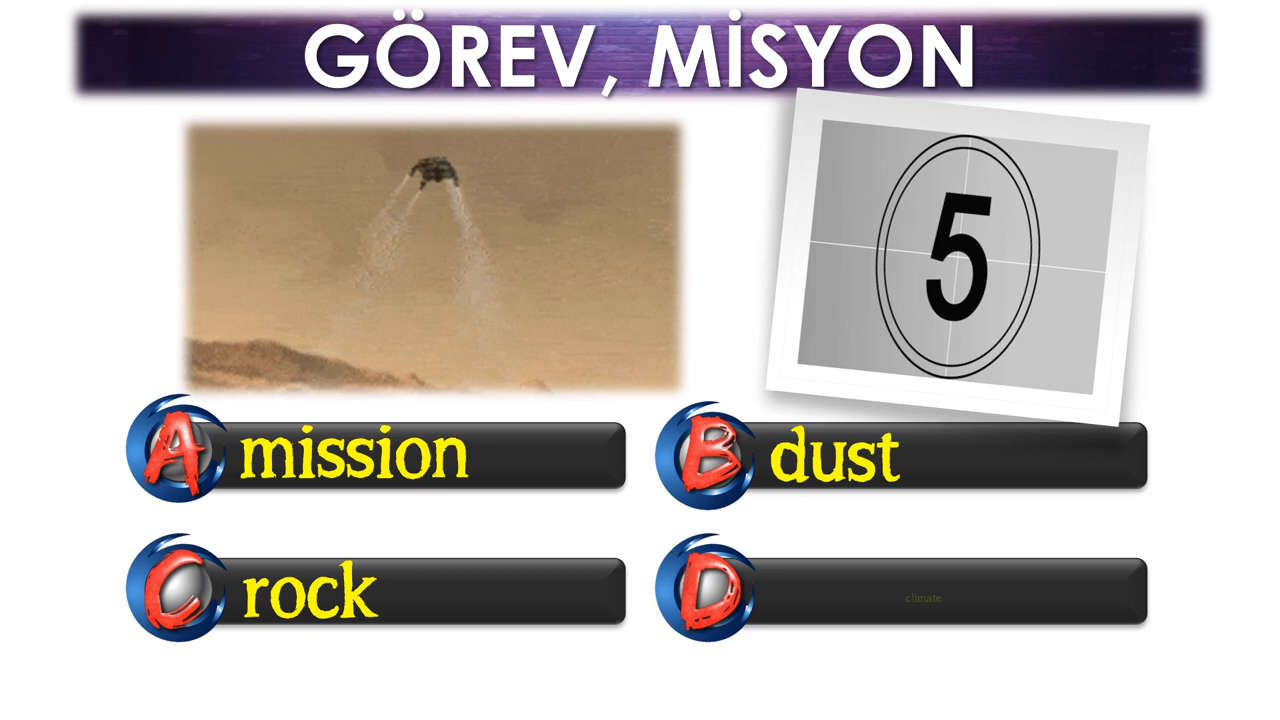 GÖREV, MİSYON
5
A mission
B dust
C rock
D climate